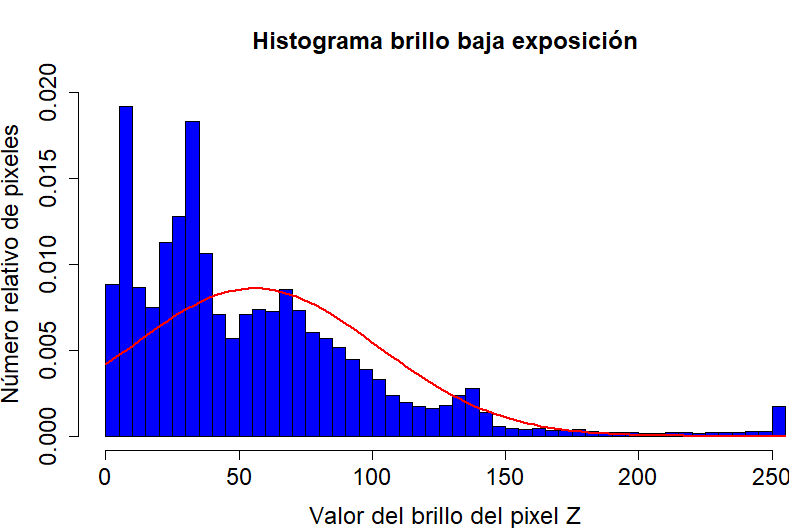 Histograma brillo baja exposición
Número relativo de pixeles
0.020
0.015
0.010
0.005
0.000
0 50 100 150 200 250
Valor del brillo del pixel Z